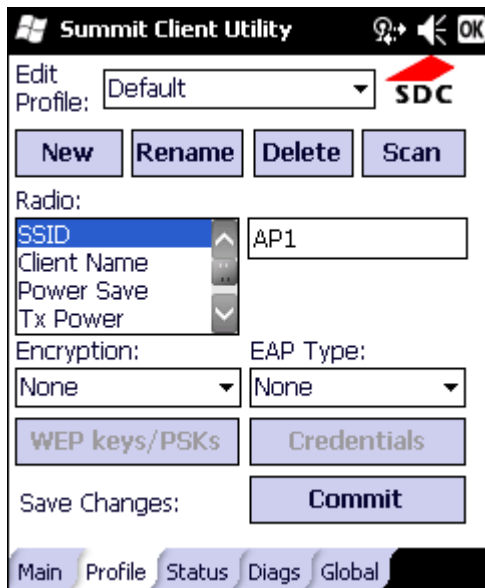 Summit Client Utility OK
Edit
Profile: Default
SDC
New Rename Delete Scan
Radio:
SSID AP1
Client Name
Power Save
Tx Power
Encryption: EAP Type:
None None
WEP keys/PSKs Credentials
Save Changes: Commit
Main Profile Status Diags Global